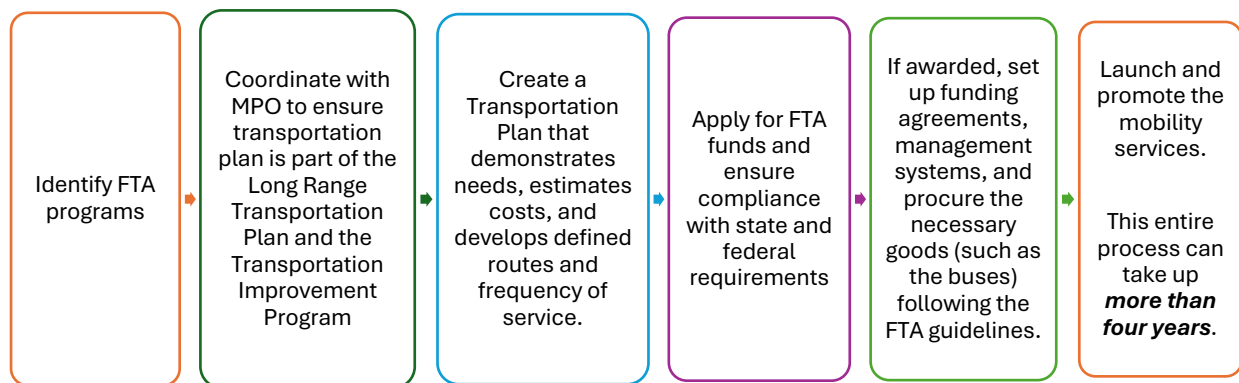 Identify FTA
programs
Coordinate with
MPO to ensure
transportation
plan is part of the
Long Range
Transportation
Plan and the
Transportation
Improvement
Program
Create a
Transportation
Plan that
demonstrates
needs, estimates
costs, and
develops defined
routes and
frequency of
service.
Apply for FTA
funds and
ensure
compliance
with state and
federal
requirements
If awarded, set
up funding
agreements,
management
systems, and
procure the
necessary
goods (such as
the buses)
following the
FTA guidelines.
Launch and
promote the
mobility
services.
This entire
process can
take up
more than
four years.